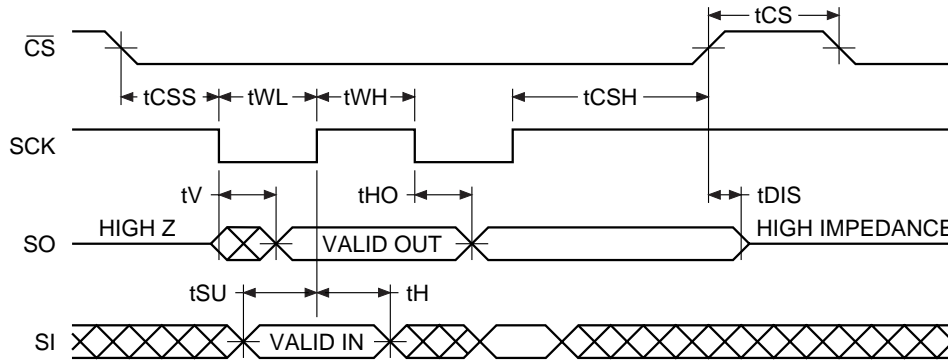 tCS
CS
tCSS tWL tWH tCSH
SCK
tV tHO tDIS
HIGH Z VALID OUT HIGH IMPEDANCE
SO
tSU tH
SI VALID IN